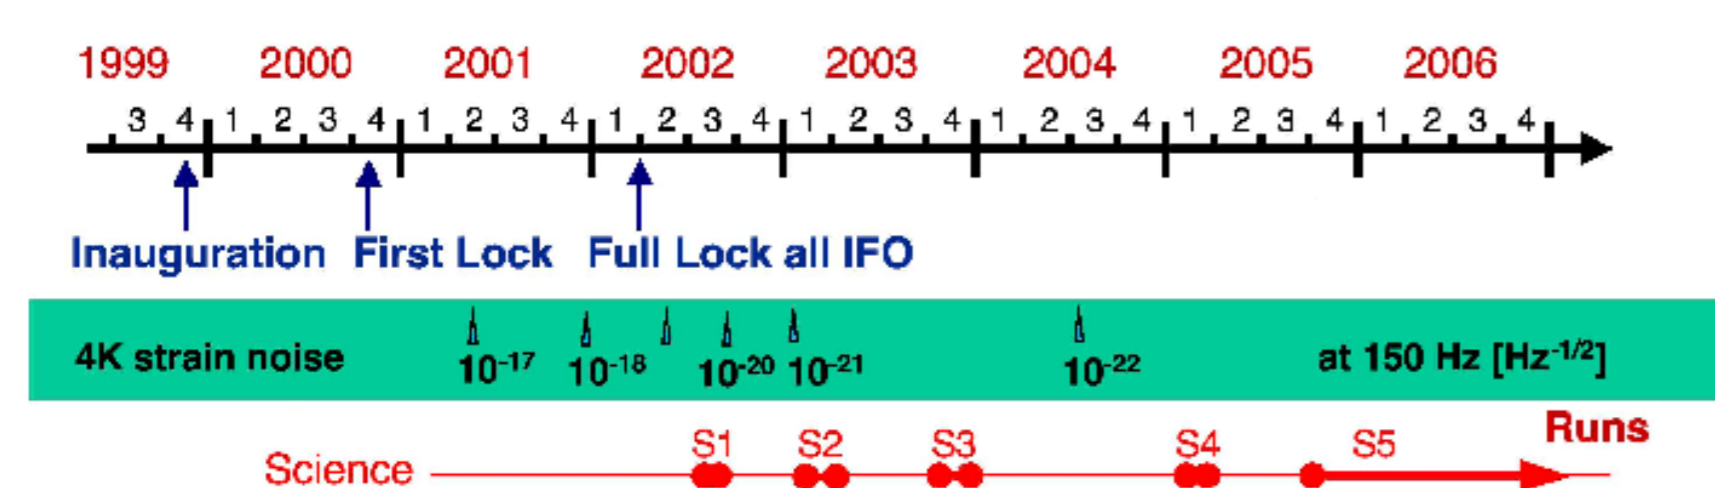 1999 2000 2001 2002 2003 2004 2005 2006
3 4 1 2 3 4 1 2 3 4 1 2 3 4 1 2 3 4 1 2 3 4 1 2 3 4 1 2 3 4
Inauguration First Lock Full Lock all IFO
4K strain noise 10⁻¹⁷ 10⁻¹⁸ 10⁻²⁰ 10⁻²¹ 10⁻²² at 150 Hz [Hz⁻¹ᐟ²]
Runs
S1 S2 S3 S4 S5
Science